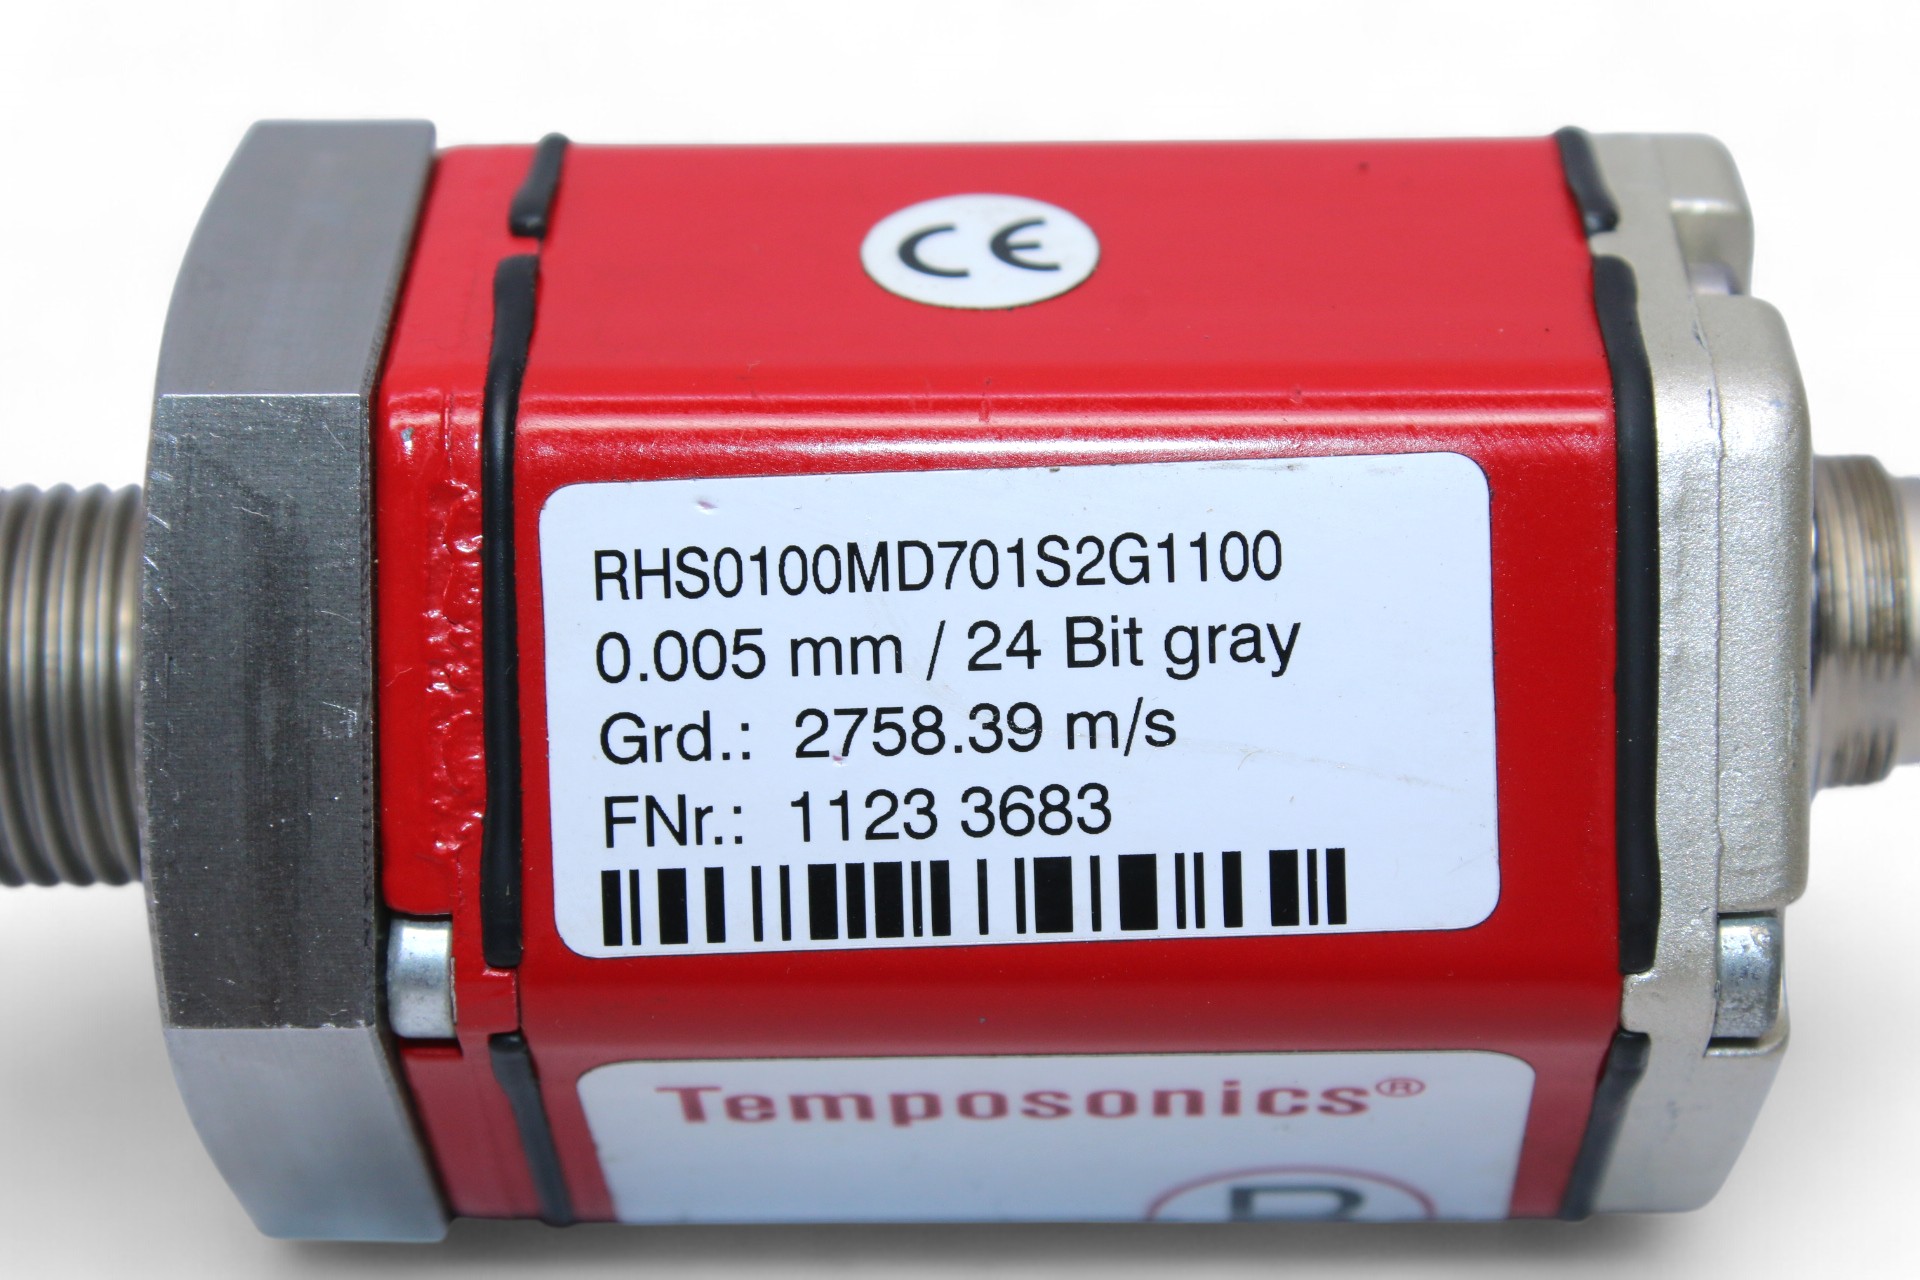 CE
RHS0100MD701S2G1100
0.005 mm / 24 Bit gray
Grd.: 2758.39 m/s
FNr.: 1123 3683
Temposonics®
R